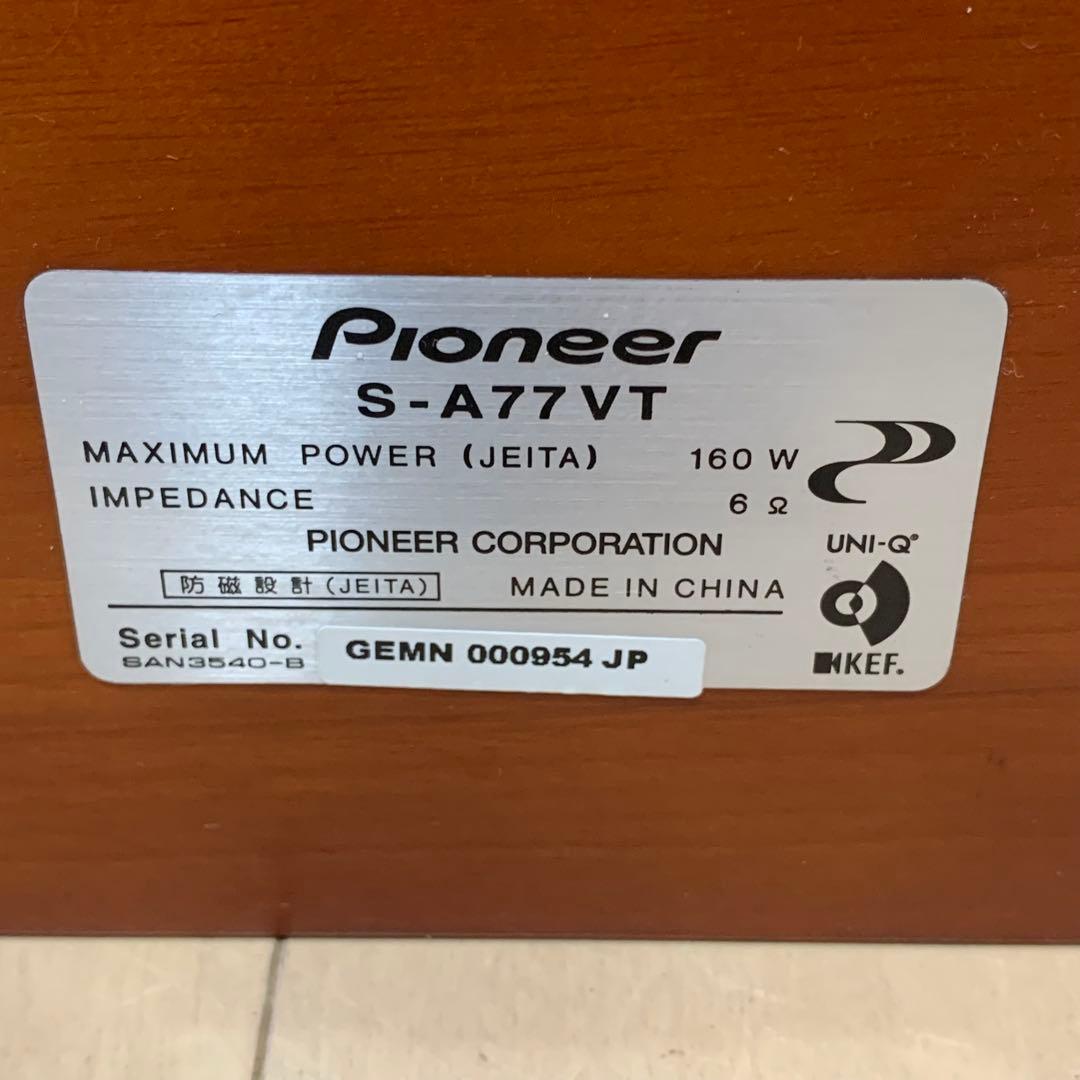 Pioneer
S-A77VT
MAXIMUM POWER (JEITA) 160 W
IMPEDANCE 6 Ω
PIONEER CORPORATION
防磁設計(JEITA) MADE IN CHINA
Serial No. GEMN 000954 JP
SAN3540-B
UNI-Q®
KEF®